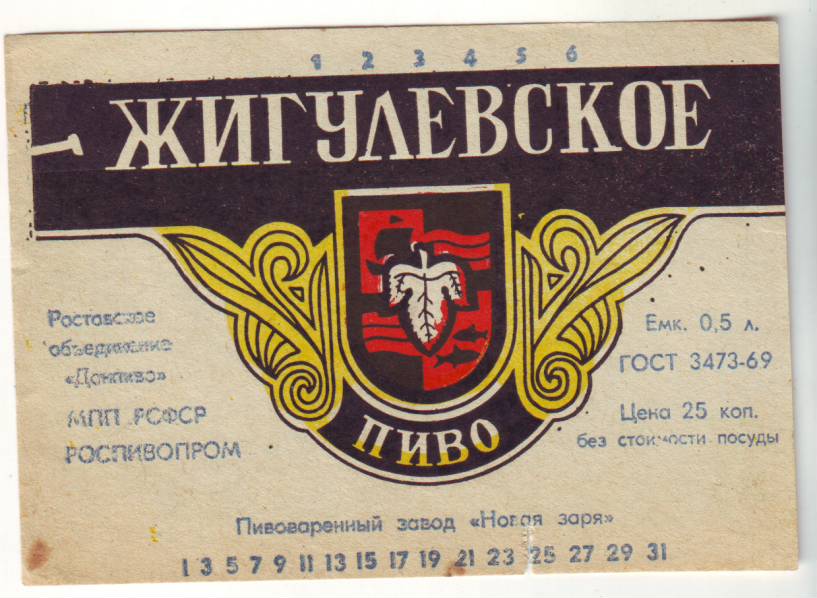 1 2 3 4 5 6
ЖИГУЛЕВСКОЕ
ПИВО
Ростовское
объединение
«Донпиво»
МПП РСФСР
РОСПИВОПРОМ
Емк. 0,5 л.
ГОСТ 3473-69
Цена 25 коп.
без стоимости посуды
Пивоваренный завод «Новая заря»
1 3 5 7 9 11 13 15 17 19 21 23 25 27 29 31